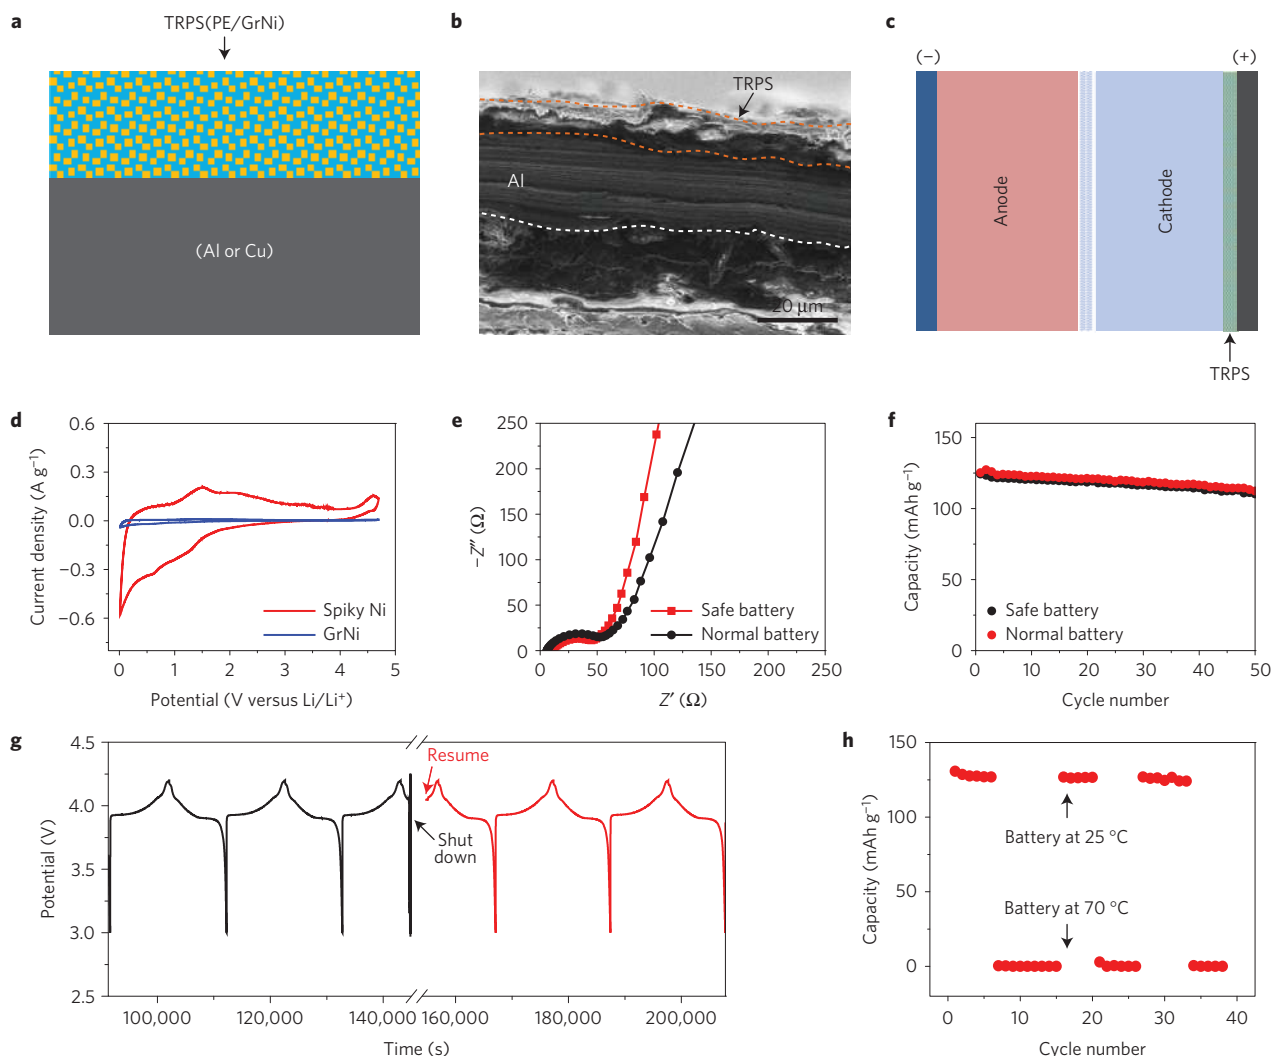 a
TRPS(PE/GrNi)
(Al or Cu)
b
TRPS
Al
20 μm
c
(−)
(+)
Anode
Cathode
TRPS
d
0.6
0.3
0.0
−0.3
−0.6
Current density (A g⁻¹)
Spiky Ni
GrNi
0 1 2 3 4 5
Potential (V versus Li/Li⁺)
e
250
200
150
100
50
0
−Z″ (Ω)
Safe battery
Normal battery
0 50 100 150 200 250
Z′ (Ω)
f
150
100
50
0
Capacity (mAh g⁻¹)
Safe battery
Normal battery
0 10 20 30 40 50
Cycle number
g
4.5
4.0
3.5
3.0
2.5
Potential (V)
Resume
Shut
down
100,000 120,000 140,000 160,000 180,000 200,000
Time (s)
h
150
100
50
0
Capacity (mAh g⁻¹)
Battery at 25 °C
Battery at 70 °C
0 10 20 30 40
Cycle number